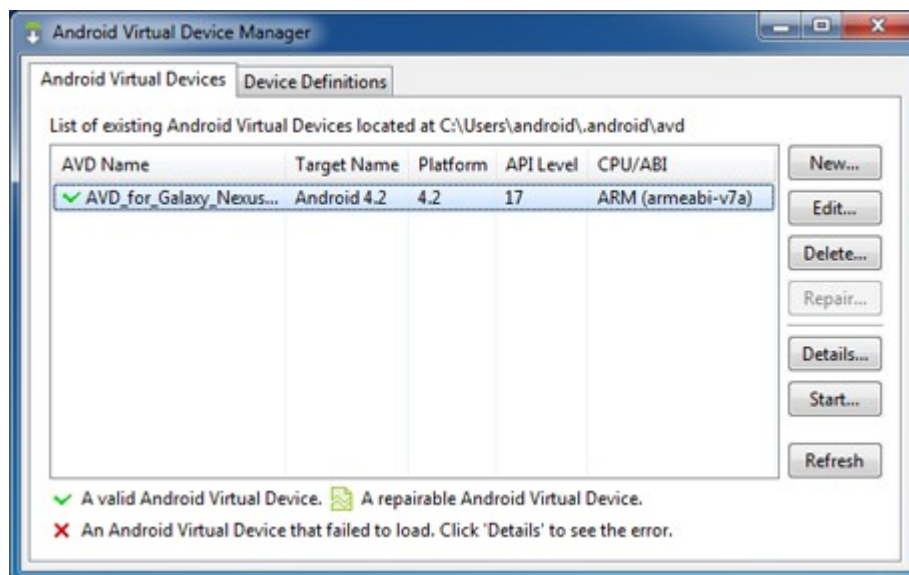 Android Virtual Device Manager
Android Virtual Devices Device Definitions
List of existing Android Virtual Devices located at C:\Users\android\.android\avd
AVD Name Target Name Platform API Level CPU/ABI
AVD_for_Galaxy_Nexus... Android 4.2 4.2 17 ARM (armeabi-v7a)
New...
Edit...
Delete...
Repair...
Details...
Start...
Refresh
A valid Android Virtual Device. A repairable Android Virtual Device.
An Android Virtual Device that failed to load. Click 'Details' to see the error.